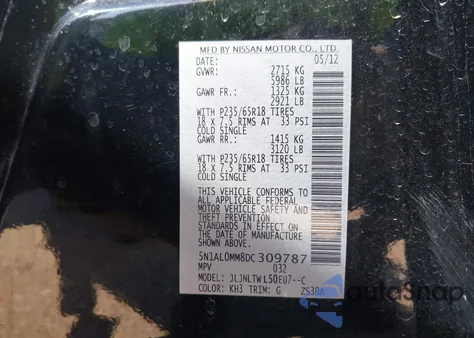 MFD BY NISSAN MOTOR CO., LTD.
DATE: 05/12
GVWR: 2715 KG
5986 LB
GAWR FR.: 1325 KG
2921 LB
WITH P235/65R18 TIRES
18 X 7.5 RIMS AT 33 PSI
COLD SINGLE
GAWR RR.: 1415 KG
3120 LB
WITH P235/65R18 TIRES
18 X 7.5 RIMS AT 33 PSI
COLD SINGLE
THIS VEHICLE CONFORMS TO
ALL APPLICABLE FEDERAL
MOTOR VEHICLE SAFETY AND
THEFT PREVENTION
STANDARDS IN EFFECT ON
THE DATE OF MANUFACTURE SHOWN
ABOVE.
5N1AL0MM8DC309787
MPV 032
MODEL: 3LJNLTW L50EU7--C
COLOR: KH3 TRIM: G ZS30A
autoSnap